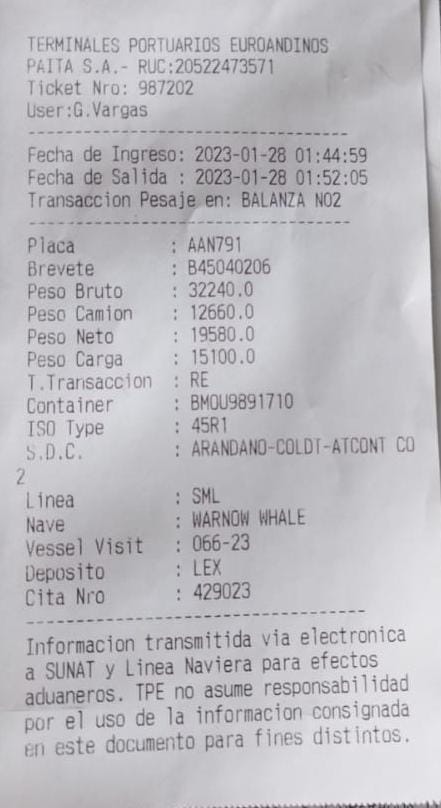 TERMINALES PORTUARIOS EUROANDINOS
PAITA S.A.- RUC:20522473571
Ticket Nro: 987202
User:G.Vargas
--------------------------------
Fecha de Ingreso: 2023-01-28 01:44:59
Fecha de Salida : 2023-01-28 01:52:05
Transaccion Pesaje en: BALANZA NO2
--------------------------------
Placa : AAN791
Brevete : B45040206
Peso Bruto : 32240.0
Peso Camion : 12660.0
Peso Neto : 19580.0
Peso Carga : 15100.0
T.Transaccion : RE
Container : BMOU9891710
ISO Type : 45R1
S.D.C. : ARANDANO-COLDT-ATCONT CO
2
Linea : SML
Nave : WARNOW WHALE
Vessel Visit : 066-23
Deposito : LEX
Cita Nro : 429023
--------------------------------
Informacion transmitida via electronica
a SUNAT y Linea Naviera para efectos
aduaneros. TPE no asume responsabilidad
por el uso de la informacion consignada
en este documento para fines distintos.